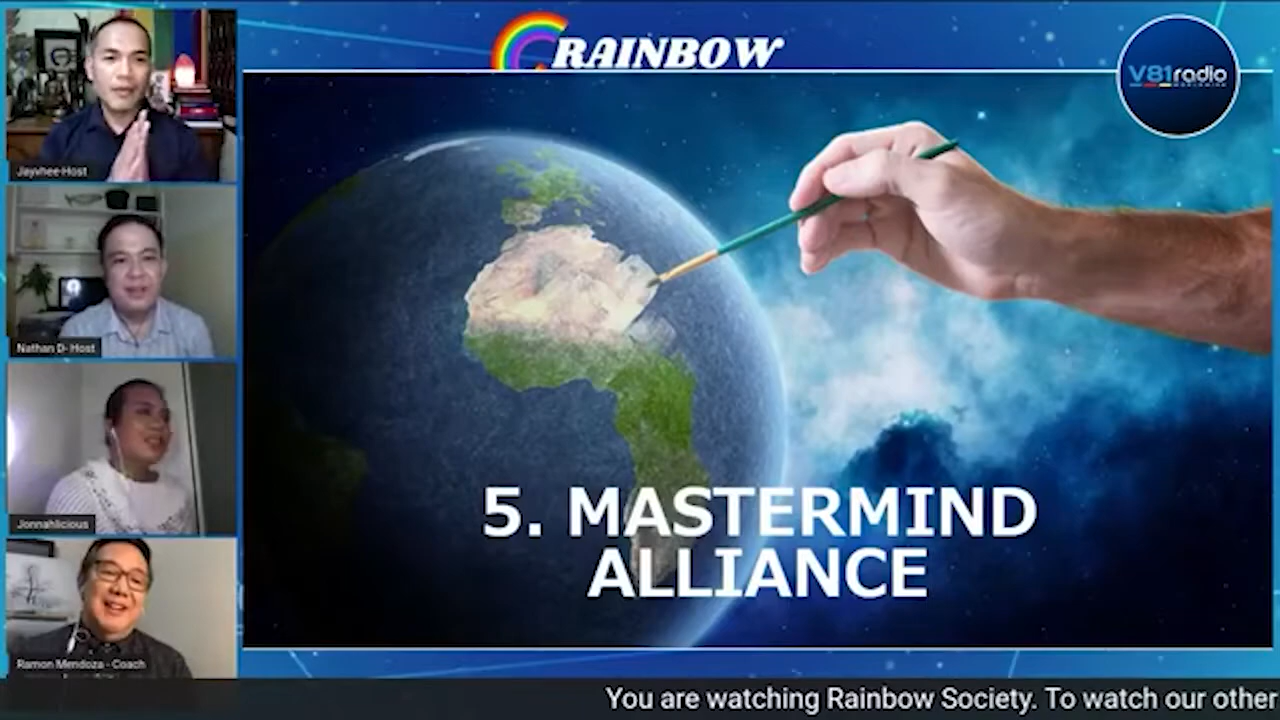 RAINBOW
V81radio
WORLDWIDE
Jayvhee-Host
Nathan D- Host
Jonnahlicious
Ramon Mendoza - Coach
5. MASTERMIND
ALLIANCE
You are watching Rainbow Society. To watch our other